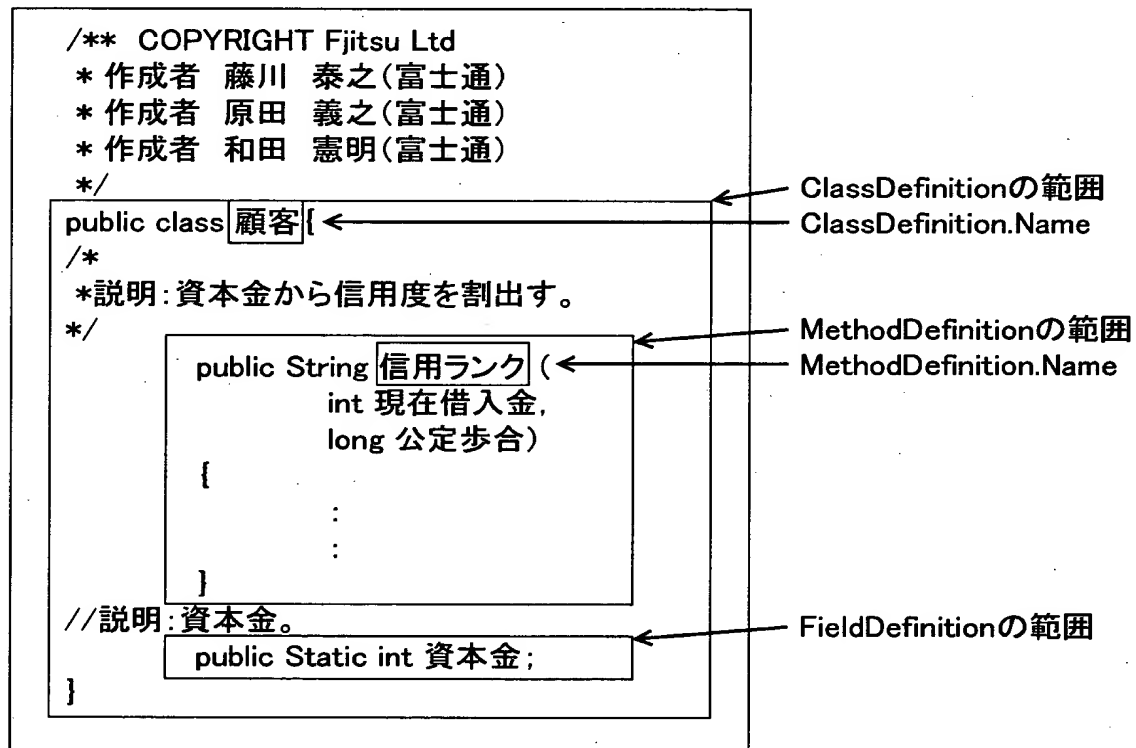 /** COPYRIGHT Fjitsu Ltd
* 作成者 藤川 泰之(富士通)
* 作成者 原田 義之(富士通)
* 作成者 和田 憲明(富士通)
*/
ClassDefinitionの範囲
public class 顧客{
ClassDefinition.Name
/*
*説明:資本金から信用度を割出す。
*/
MethodDefinitionの範囲
public String 信用ランク (
MethodDefinition.Name
int 現在借入金,
long 公定歩合)
{
:
:
}
//説明:資本金。
FieldDefinitionの範囲
public Static int 資本金;
}